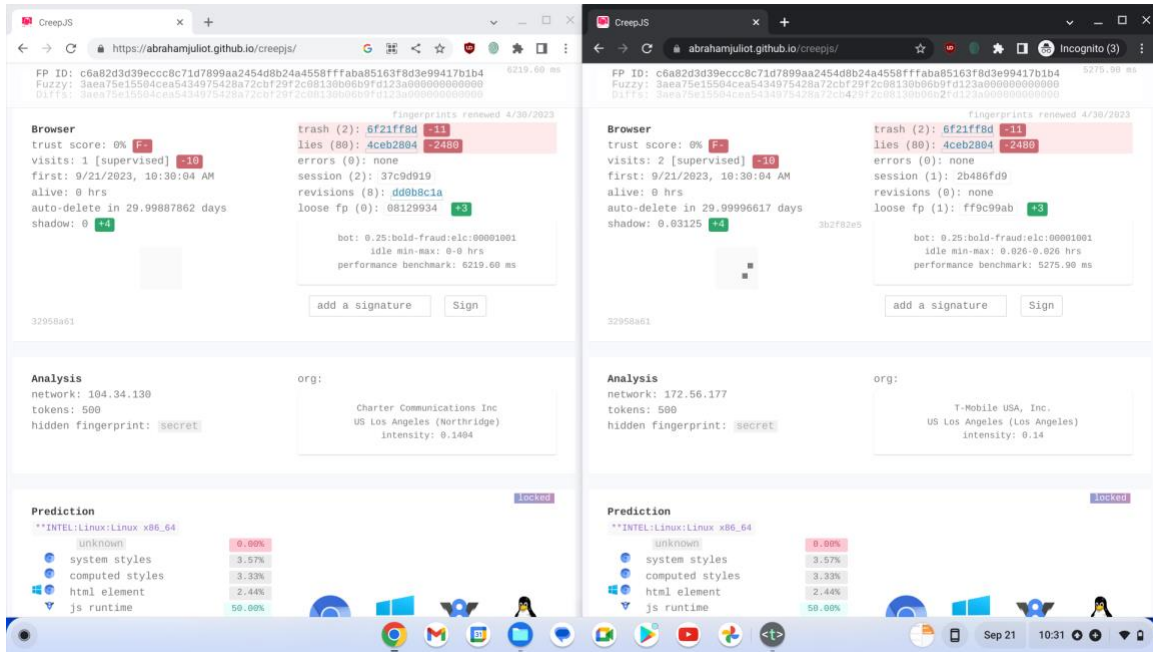 CreepJS
https://abrahamjuliot.github.io/creepjs/
FP ID: c6a82d3d39eccc8c71d7899aa2454d8b24a4558fffaba85163f8d3e99417b1b4
6219.60 ms
Fuzzy: 3aea75e15504cea5434975428a72cbf29f2c08130b06b9fd123a000000000000
Diffs: 3aea75e15504cea5434975428a72cbf29f2c08130b06b9fd123a000000000000
fingerprints renewed 4/30/2023
Browser
trust score: 0% F-
visits: 1 [supervised] -10
first: 9/21/2023, 10:30:04 AM
alive: 0 hrs
auto-delete in 29.99887862 days
shadow: 0 +4
32958a61
trash (2): 6f21ff8d -11
lies (80): 4ceb2804 -2480
errors (0): none
session (2): 37c9d919
revisions (8): dd0b8c1a
loose fp (0): 08129934 +3
bot: 0.25:bold-fraud:elc:00001001
idle min-max: 0-0 hrs
performance benchmark: 6219.60 ms
add a signature Sign
Analysis
network: 104.34.130
tokens: 500
hidden fingerprint: secret
org:
Charter Communications Inc
US Los Angeles (Northridge)
intensity: 0.1404
locked
Prediction
**INTEL:Linux:Linux x86_64
unknown 0.00%
system styles 3.57%
computed styles 3.33%
html element 2.44%
js runtime 50.00%
CreepJS
abrahamjuliot.github.io/creepjs/
Incognito (3)
FP ID: c6a82d3d39eccc8c71d7899aa2454d8b24a4558fffaba85163f8d3e99417b1b4
5275.90 ms
Fuzzy: 3aea75e15504cea5434975428a72cbf29f2c08130b06b9fd123a000000000000
fingerprints renewed 4/30/2023
Browser
trust score: 0% F-
visits: 2 [supervised] -10
first: 9/21/2023, 10:30:04 AM
alive: 0 hrs
auto-delete in 29.99996617 days
shadow: 0.03125 +4
3b2f82e5
32958a61
trash (2): 6f21ff8d -11
lies (80): 4ceb2804 -2480
errors (0): none
session (1): 2b486fd9
revisions (0): none
loose fp (1): ff9c99ab +3
bot: 0.25:bold-fraud:elc:00001001
idle min-max: 0.026-0.026 hrs
performance benchmark: 5275.90 ms
add a signature Sign
Analysis
network: 172.56.177
tokens: 500
hidden fingerprint: secret
org:
T-Mobile USA, Inc.
US Los Angeles (Los Angeles)
intensity: 0.14
locked
Prediction
**INTEL:Linux:Linux x86_64
unknown 0.00%
system styles 3.57%
computed styles 3.33%
html element 2.44%
js runtime 50.00%
Sep 21 10:31